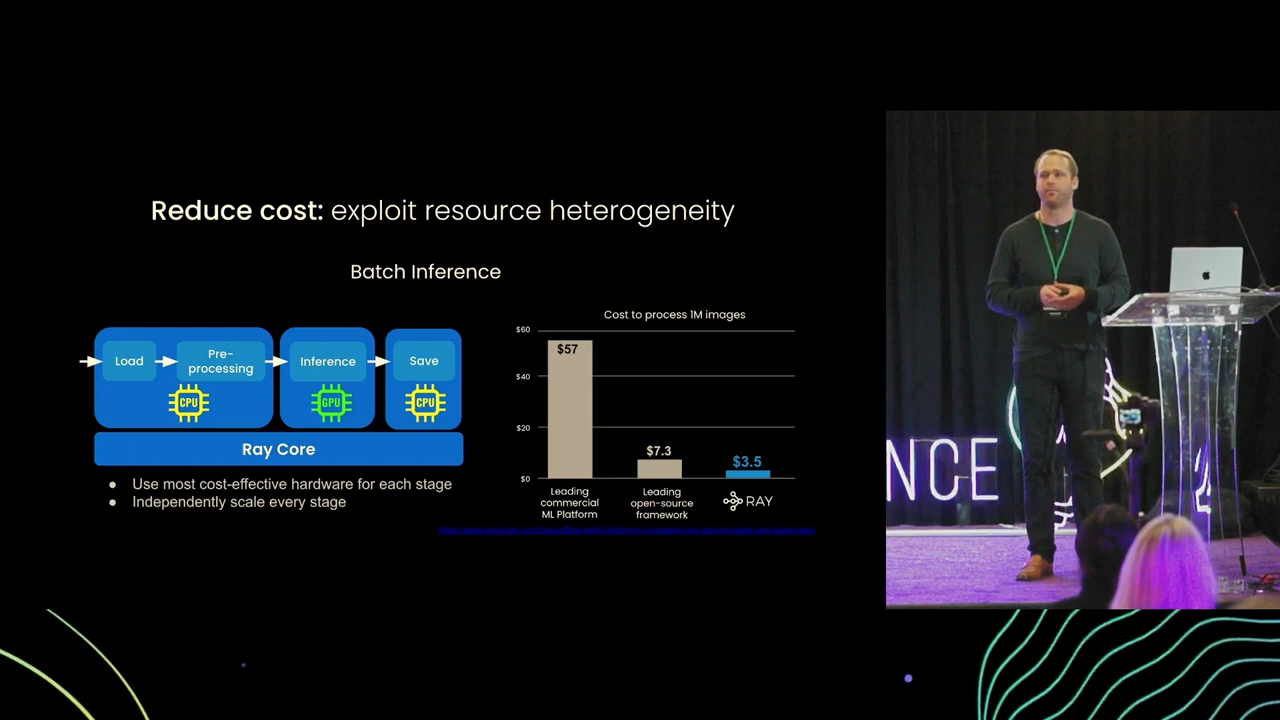 Reduce cost: exploit resource heterogeneity
Batch Inference
Load
Pre-
processing
Inference
Save
CPU
GPU
CPU
Ray Core
● Use most cost-effective hardware for each stage
● Independently scale every stage
Cost to process 1M images
$60
$40
$20
$0
$57
$7.3
$3.5
Leading
commercial
ML Platform
Leading
open-source
framework
RAY
NCE